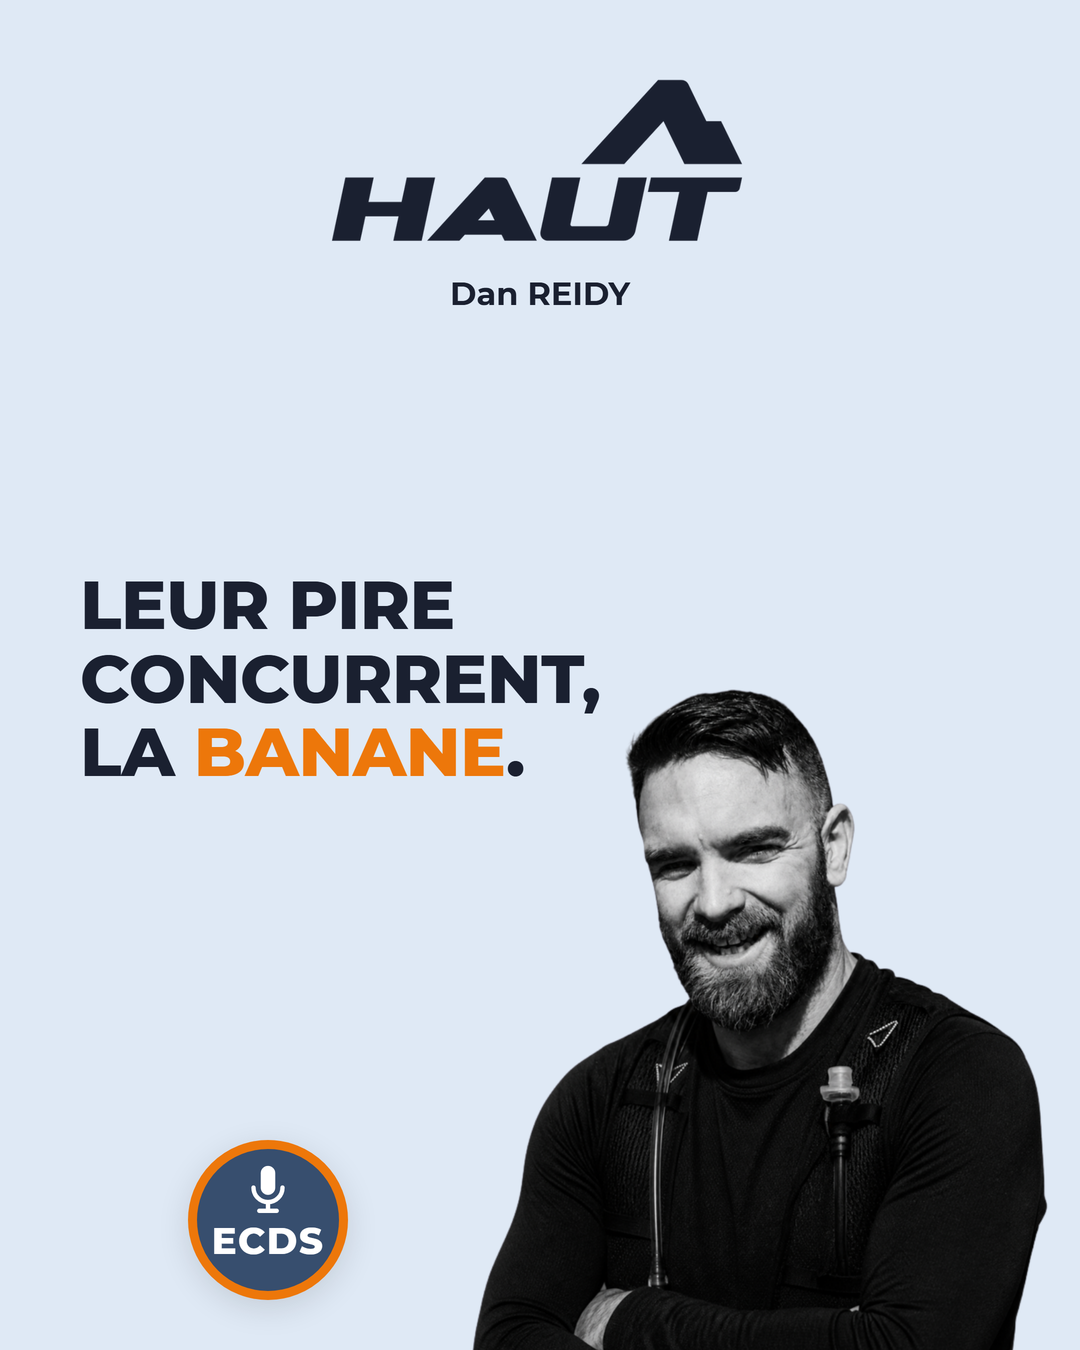 HAUT
Dan REIDY
LEUR PIRE
CONCURRENT,
LA BANANE.
ECDS